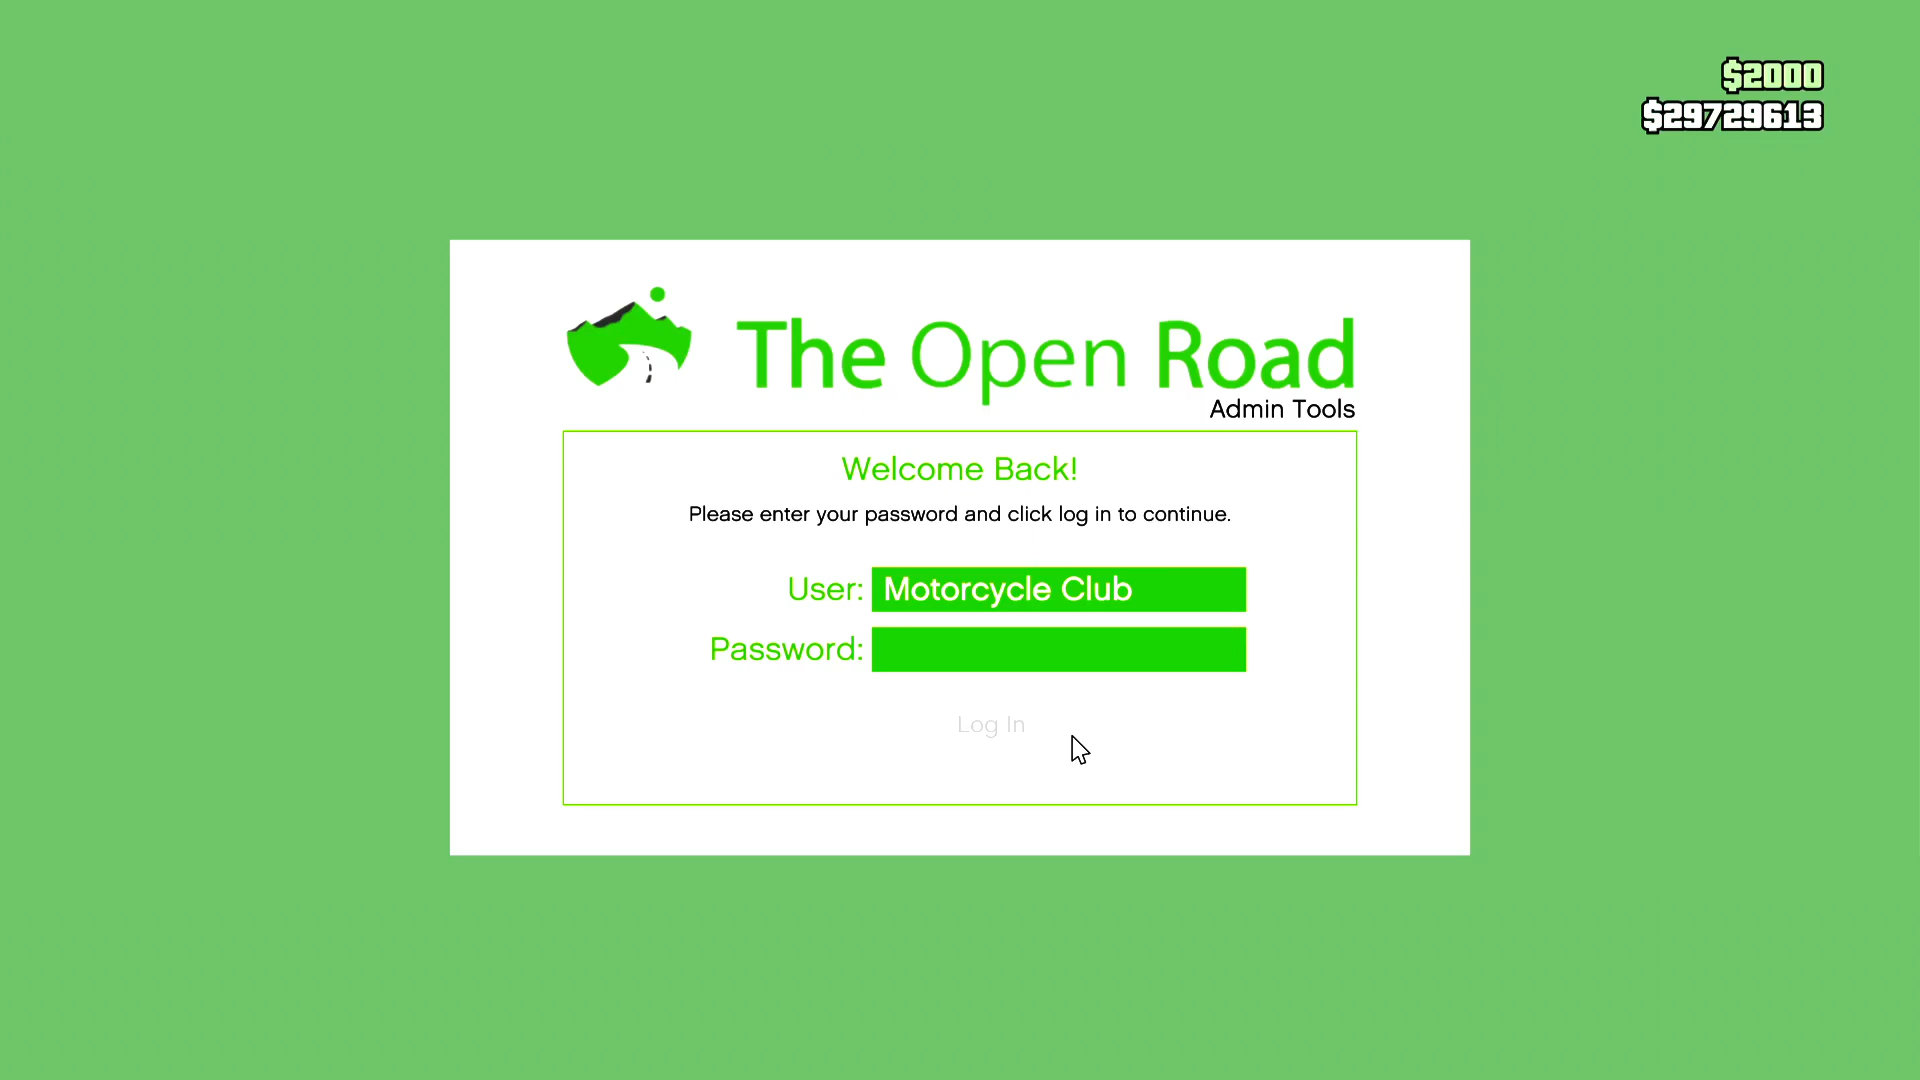 $2000
$29729613
The Open Road
Admin Tools
Welcome Back!
Please enter your password and click log in to continue.
User: Motorcycle Club
Password:
Log In